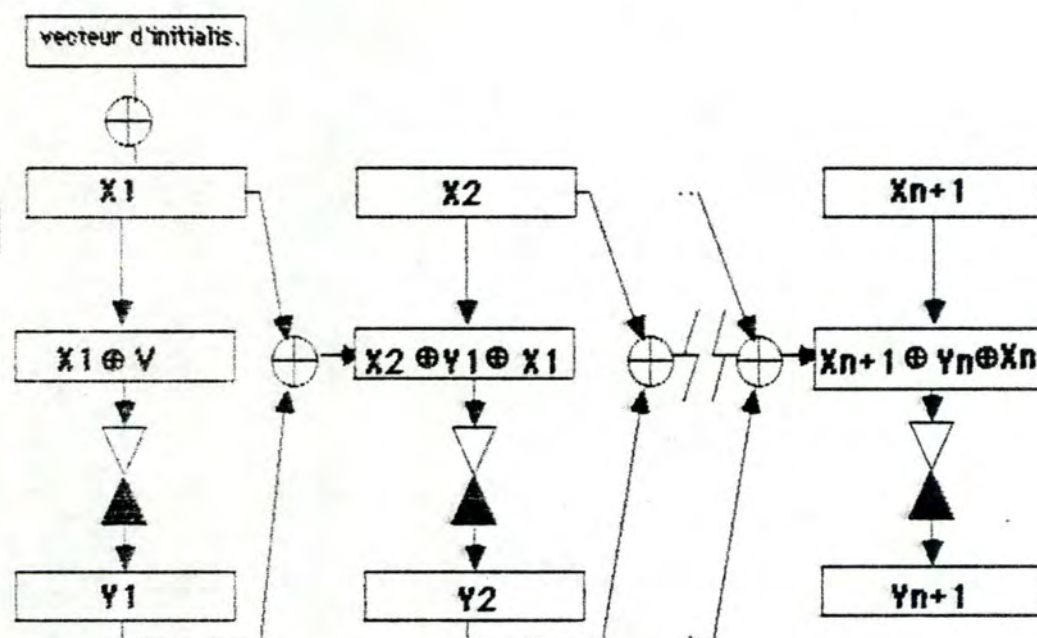 vecteur d'initialis.
X1
X2
...
Xn+1
X1 ⊕ V
X2 ⊕ Y1 ⊕ X1
Xn+1 ⊕ Yn ⊕ Xn
Y1
Y2
Yn+1